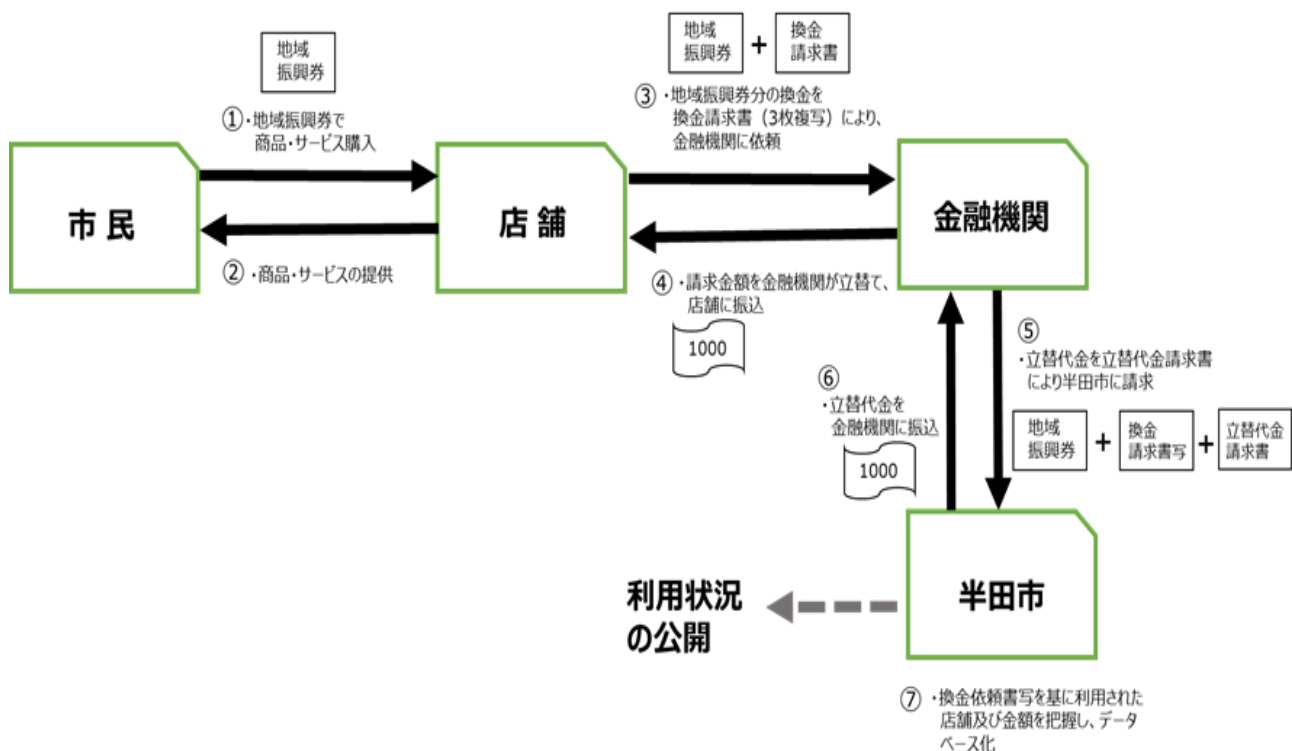 地域
振興券
①・地域振興券で
商品・サービス購入
市 民
②・商品・サービスの提供
店 舗
地域
振興券
+
換金
請求書
③・地域振興券分の換金を
換金請求書（3枚複写）により、
金融機関に依頼
④・請求金額を金融機関が立替て、
店舗に振込
1000
金融機関
⑤
・立替代金を立替代金請求書
により半田市に請求
地域
振興券
+
換金
請求書写
+
立替代金
請求書
⑥
・立替代金を
金融機関に振込
1000
半田市
利用状況
の公開
⑦・換金依頼書写を基に利用された
店舗及び金額を把握し、データ
ベース化